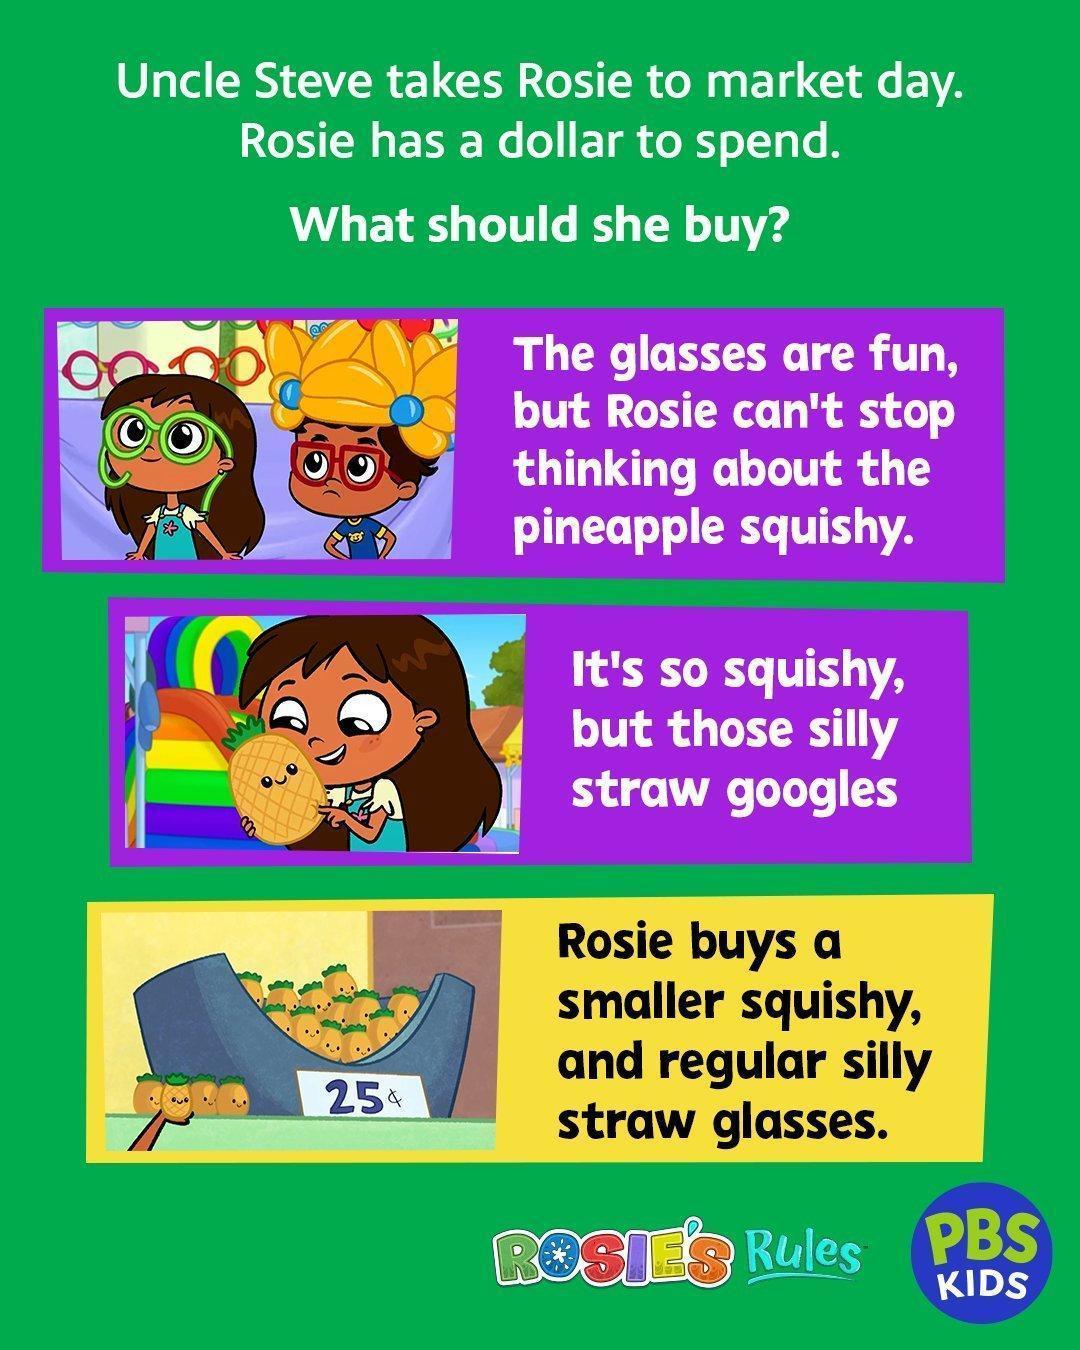 Uncle Steve takes Rosie to market day.
Rosie has a dollar to spend.
What should she buy?
The glasses are fun,
but Rosie can't stop
thinking about the
pineapple squishy.
It's so squishy,
but those silly
straw googles
25¢
Rosie buys a
smaller squishy,
and regular silly
straw glasses.
ROSIE'S Rules
PBS
KIDS